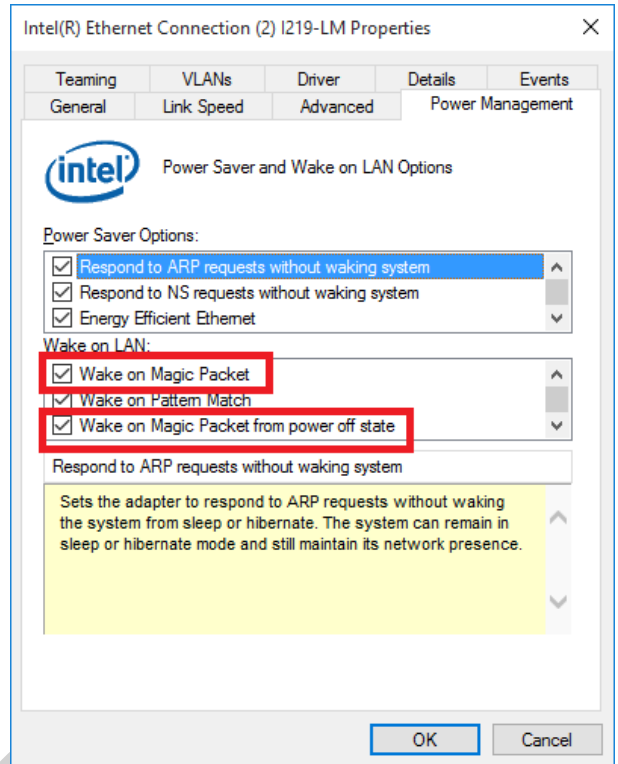 Intel(R) Ethernet Connection (2) I219-LM Properties
Teaming VLANs Driver Details Events
General Link Speed Advanced Power Management
intel Power Saver and Wake on LAN Options
Power Saver Options:
Respond to ARP requests without waking system
Respond to NS requests without waking system
Energy Efficient Ethernet
Wake on LAN:
Wake on Magic Packet
Wake on Pattern Match
Wake on Magic Packet from power off state
Respond to ARP requests without waking system
Sets the adapter to respond to ARP requests without waking
the system from sleep or hibernate. The system can remain in
sleep or hibernate mode and still maintain its network presence.
OK Cancel